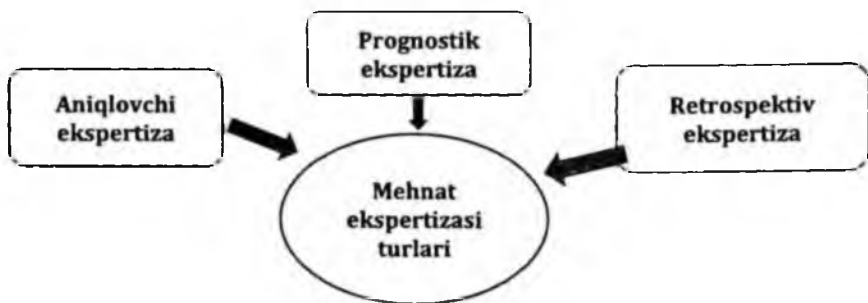 Prognostik
ekspertiza
Aniqlovchi
ekspertiza
Retrospektiv
ekspertiza
Mehnat
ekspertizasi
turlari